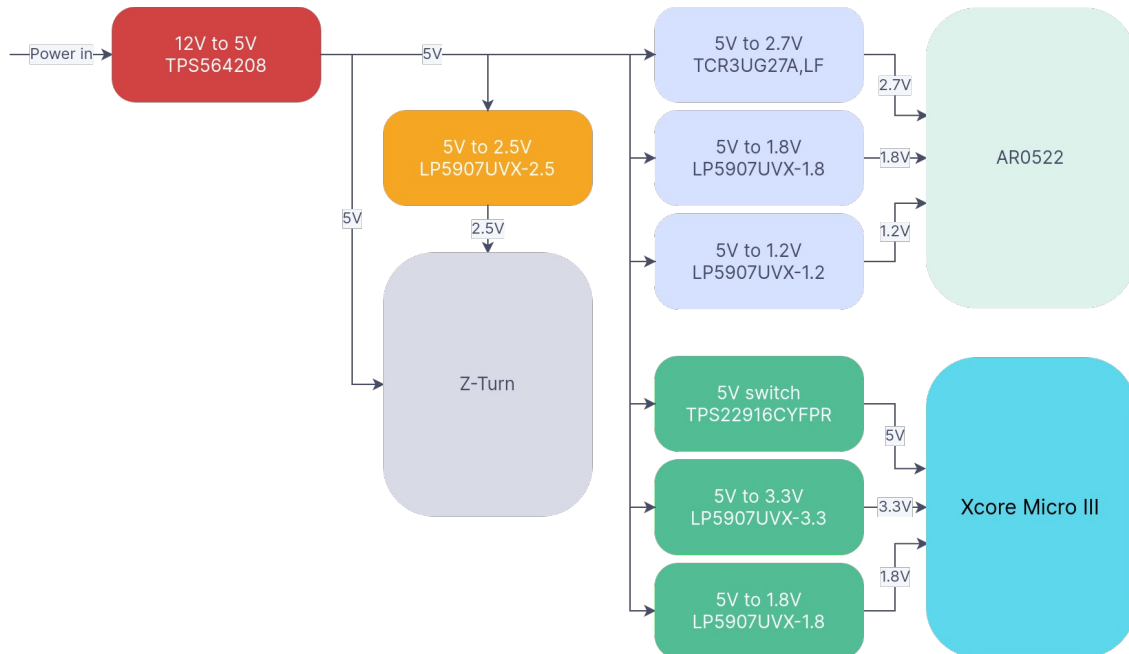 Power in
12V to 5V
TPS564208
5V
5V to 2.7V
TCR3UG27A,LF
2.7V
5V to 2.5V
LP5907UVX-2.5
5V to 1.8V
LP5907UVX-1.8
1.8V
AR0522
5V
2.5V
5V to 1.2V
LP5907UVX-1.2
1.2V
Z-Turn
5V switch
TPS22916CYFPR
5V
5V to 3.3V
LP5907UVX-3.3
3.3V
Xcore Micro III
5V to 1.8V
LP5907UVX-1.8
1.8V